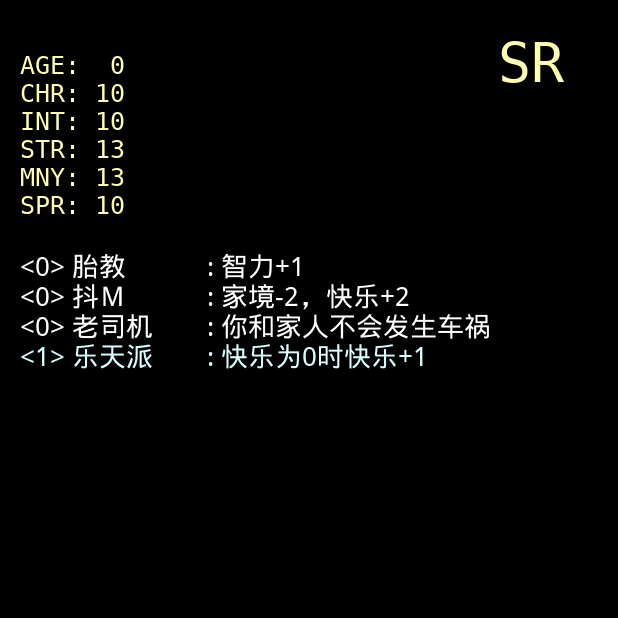 SR
AGE: 0
CHR: 10
INT: 10
STR: 13
MNY: 13
SPR: 10
<0> 胎教 : 智力+1
<0> 抖M : 家境-2，快乐+2
<0> 老司机 : 你和家人不会发生车祸
<1> 乐天派 : 快乐为0时快乐+1